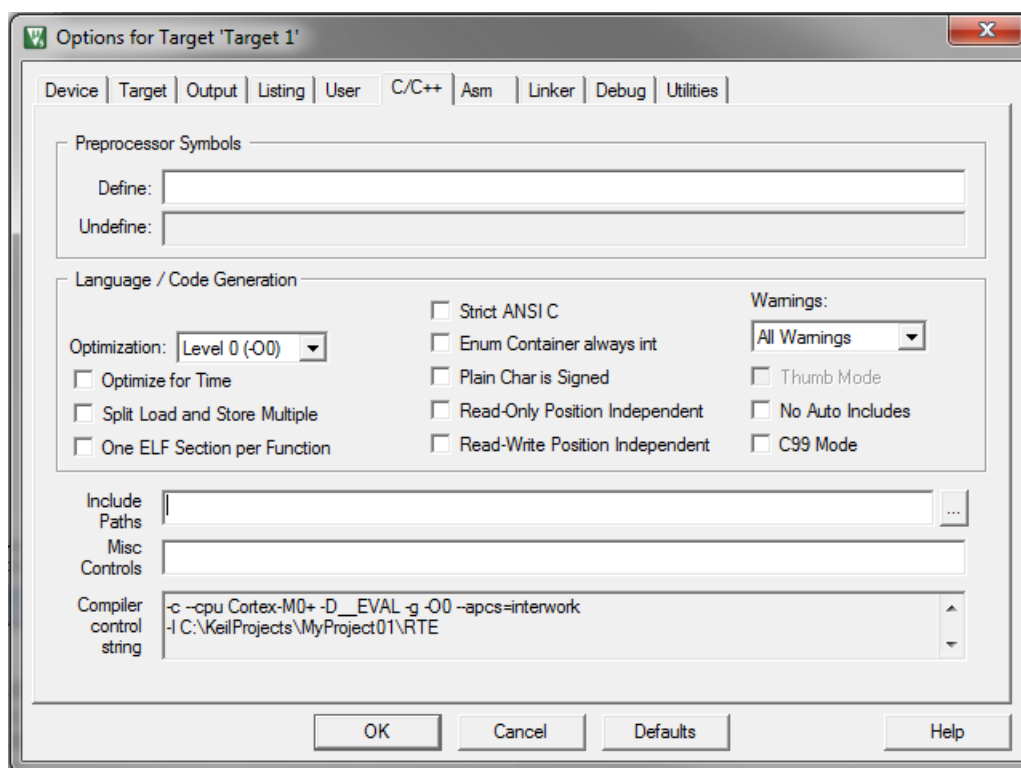 Options for Target 'Target 1'
Device Target Output Listing User C/C++ Asm Linker Debug Utilities
Preprocessor Symbols
Define:
Undefine:
Language / Code Generation
Optimization: Level 0 (-O0)
Optimize for Time
Split Load and Store Multiple
One ELF Section per Function
Strict ANSI C
Enum Container always int
Plain Char is Signed
Read-Only Position Independent
Read-Write Position Independent
Warnings:
All Warnings
Thumb Mode
No Auto Includes
C99 Mode
Include
Paths
...
Misc
Controls
Compiler
control
string
-c --cpu Cortex-M0+ -D__EVAL -g -O0 --apcs=interwork
-I C:\KeilProjects\MyProject01\RTE
OK Cancel Defaults Help